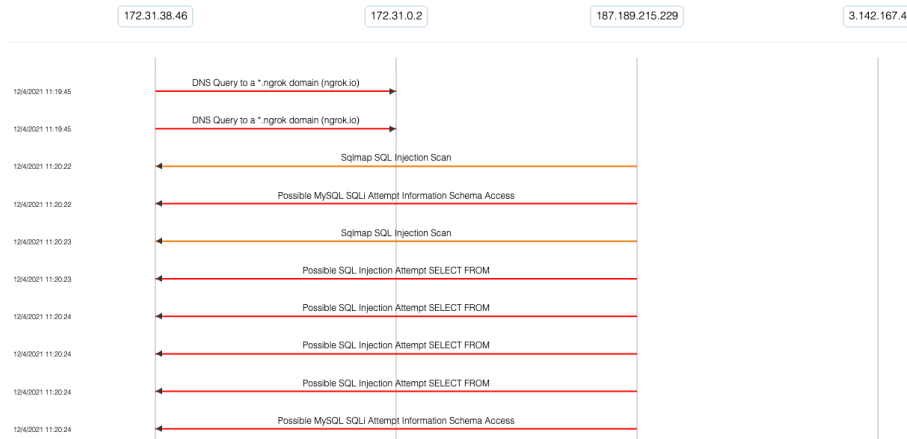 172.31.38.46 172.31.0.2 187.189.215.229 3.142.167.4
DNS Query to a *.ngrok domain (ngrok.io)
12/4/2021 11:19:45
DNS Query to a *.ngrok domain (ngrok.io)
12/4/2021 11:19:45
Sqlmap SQL Injection Scan
12/4/2021 11:20:22
Possible MySQL SQLi Attempt Information Schema Access
12/4/2021 11:20:22
Sqlmap SQL Injection Scan
12/4/2021 11:20:23
Possible SQL Injection Attempt SELECT FROM
12/4/2021 11:20:23
Possible SQL Injection Attempt SELECT FROM
12/4/2021 11:20:24
Possible SQL Injection Attempt SELECT FROM
12/4/2021 11:20:24
Possible SQL Injection Attempt SELECT FROM
12/4/2021 11:20:24
Possible MySQL SQLi Attempt Information Schema Access
12/4/2021 11:20:24